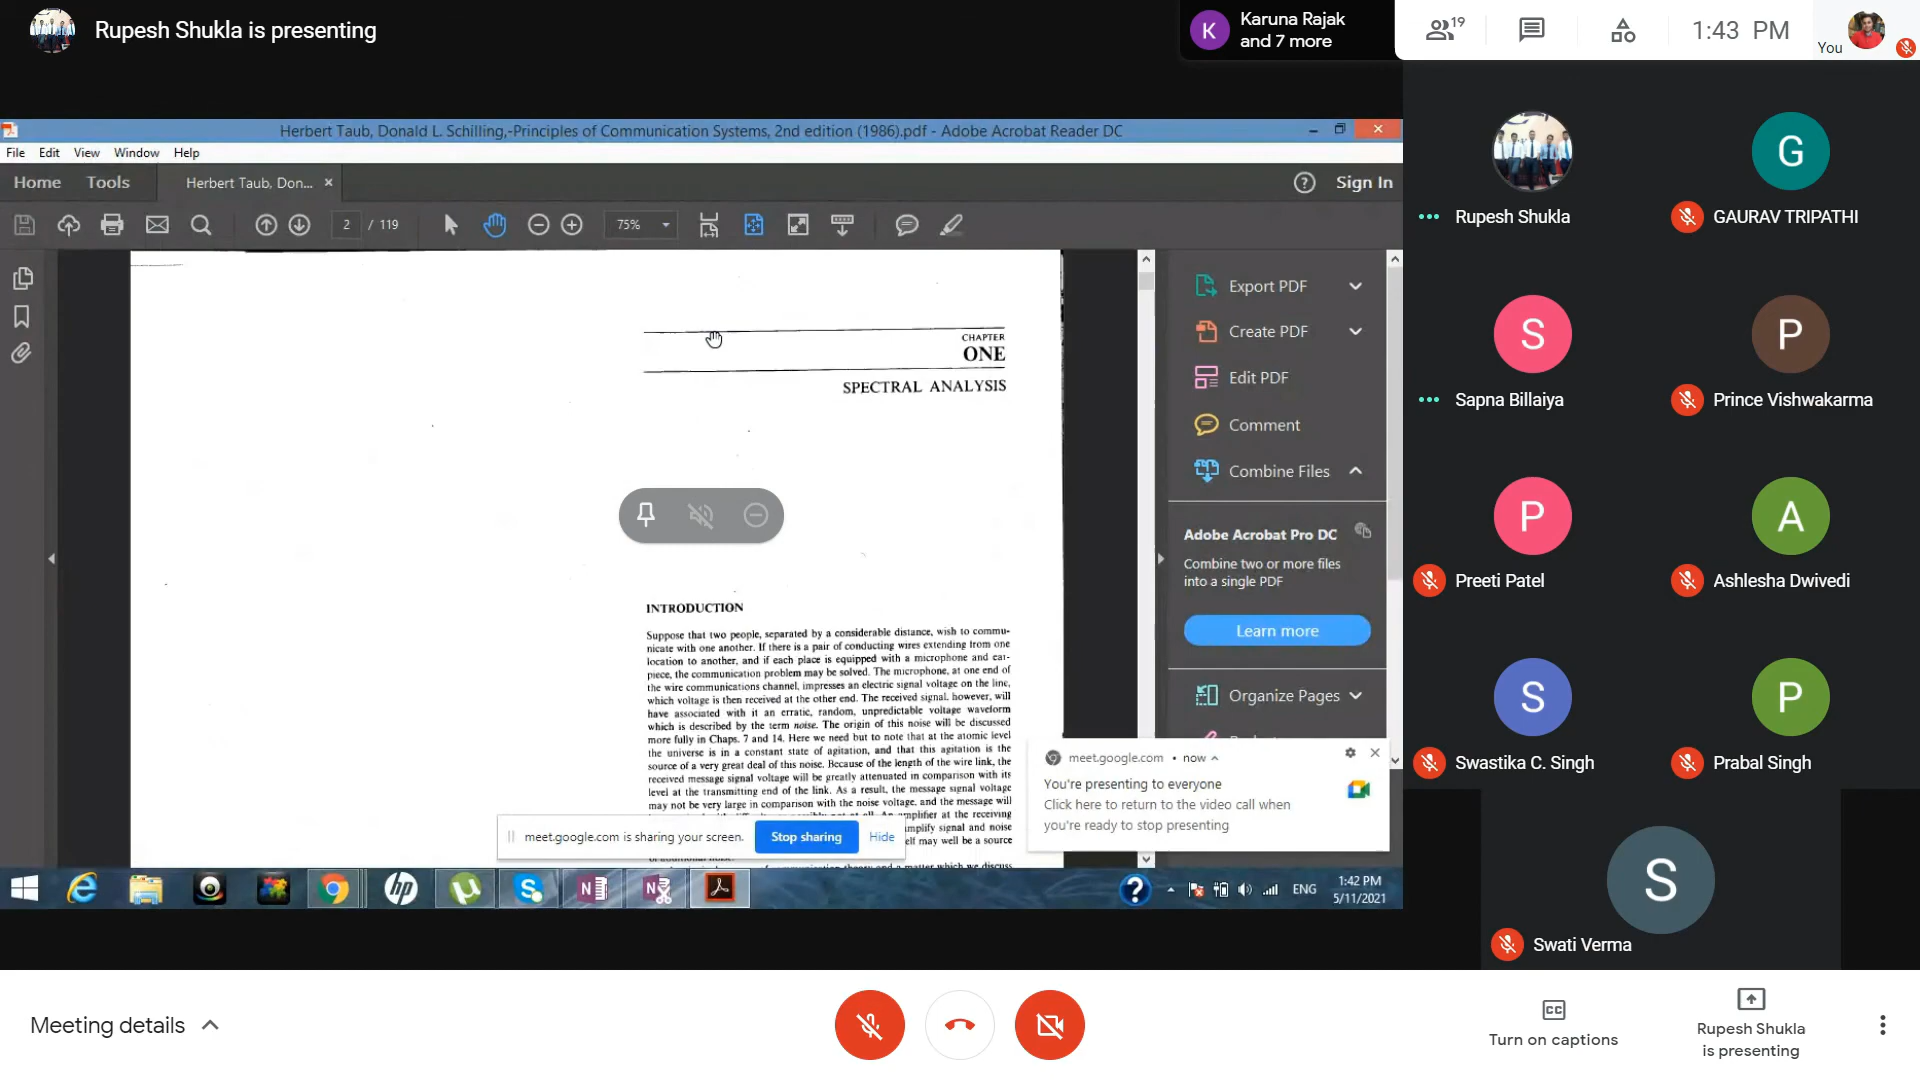 Rupesh Shukla is presenting
K
Karuna Rajak
and 7 more
19
1:43 PM
You
Herbert Taub, Donald L. Schilling,-Principles of Communication Systems, 2nd edition (1986).pdf - Adobe Acrobat Reader DC
File Edit View Window Help
Home Tools Herbert Taub, Don... × Sign In
2 / 119 75%
CHAPTER
ONE
SPECTRAL ANALYSIS
INTRODUCTION
Suppose that two people, separated by a considerable distance, wish to commu-
nicate with one another. If there is a pair of conducting wires extending from one
location to another, and if each place is equipped with a microphone and ear-
piece, the communication problem may be solved. The microphone, at one end of
the wire communications channel, impresses an electric signal voltage on the line,
which voltage is then received at the other end. The received signal, however, will
have associated with it an erratic, random, unpredictable voltage waveform
which is described by the term noise. The origin of this noise will be discussed
more fully in Chaps. 7 and 14. Here we need but to note that at the atomic level
the universe is in a constant state of agitation, and that this agitation is the
source of a very great deal of this noise. Because of the length of the wire link, the
received message signal voltage will be greatly attenuated in comparison with its
level at the transmitting end of the link. As a result, the message signal voltage
may not be very large in comparison with the noise voltage, and the message will
amplifier at the receiving
signal and noise
may well be a source
Export PDF
Create PDF
Edit PDF
Comment
Combine Files
Adobe Acrobat Pro DC
Combine two or more files
into a single PDF
Learn more
Organize Pages
meet.google.com • now
You're presenting to everyone
Click here to return to the video call when
you're ready to stop presenting
meet.google.com is sharing your screen. Stop sharing Hide
hp
ENG
1:42 PM
5/11/2021
G
Rupesh Shukla
GAURAV TRIPATHI
S
P
Sapna Billaiya
Prince Vishwakarma
P
A
Preeti Patel
Ashlesha Dwivedi
S
P
Swastika C. Singh
Prabal Singh
S
Swati Verma
Meeting details
CC
Turn on captions
Rupesh Shukla
is presenting